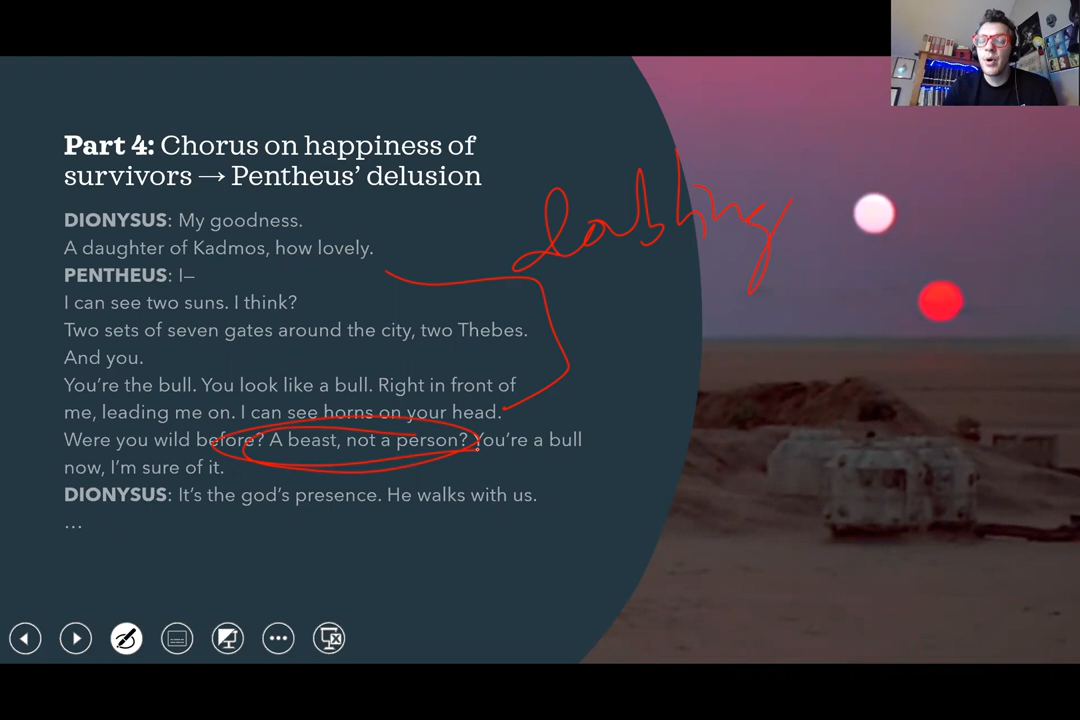 Part 4: Chorus on happiness of
survivors → Pentheus’ delusion
DIONYSUS: My goodness.
A daughter of Kadmos, how lovely.
PENTHEUS: I—
I can see two suns. I think?
Two sets of seven gates around the city, two Thebes.
And you.
You’re the bull. You look like a bull. Right in front of
me, leading me on. I can see horns on your head.
Were you wild before? A beast, not a person? You’re a bull
now, I’m sure of it.
DIONYSUS: It’s the god’s presence. He walks with us.
…